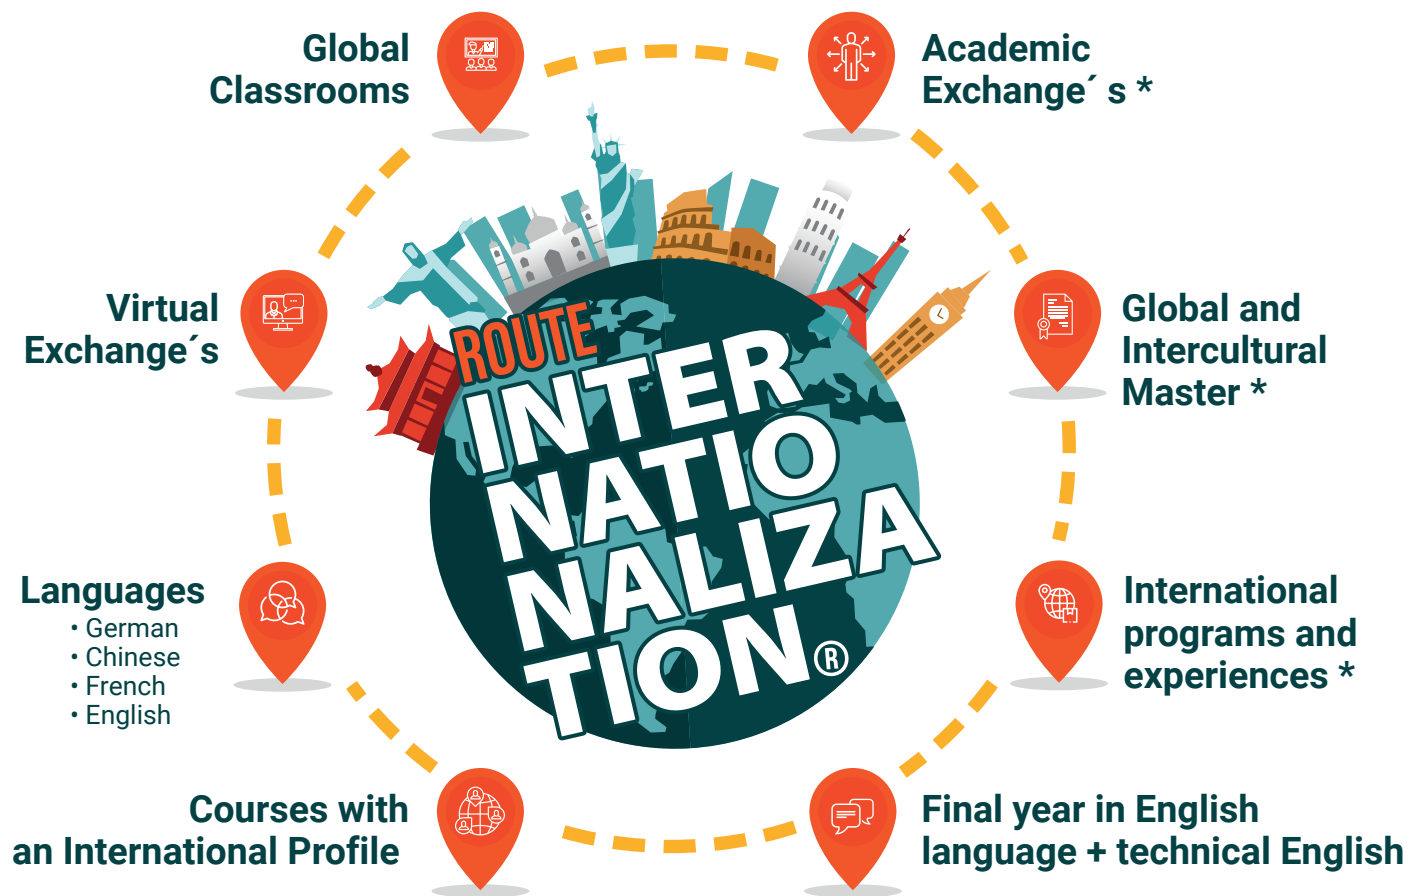 Global
Classrooms
Academic
Exchange´ s *
Virtual
Exchange´s
Global and
Intercultural
Master *
ROUTE
INTER
NATIO
NALIZA
TION®
Languages
• German
• Chinese
• French
• English
International
programs and
experiences *
Courses with
an International Profile
Final year in English
language + technical English